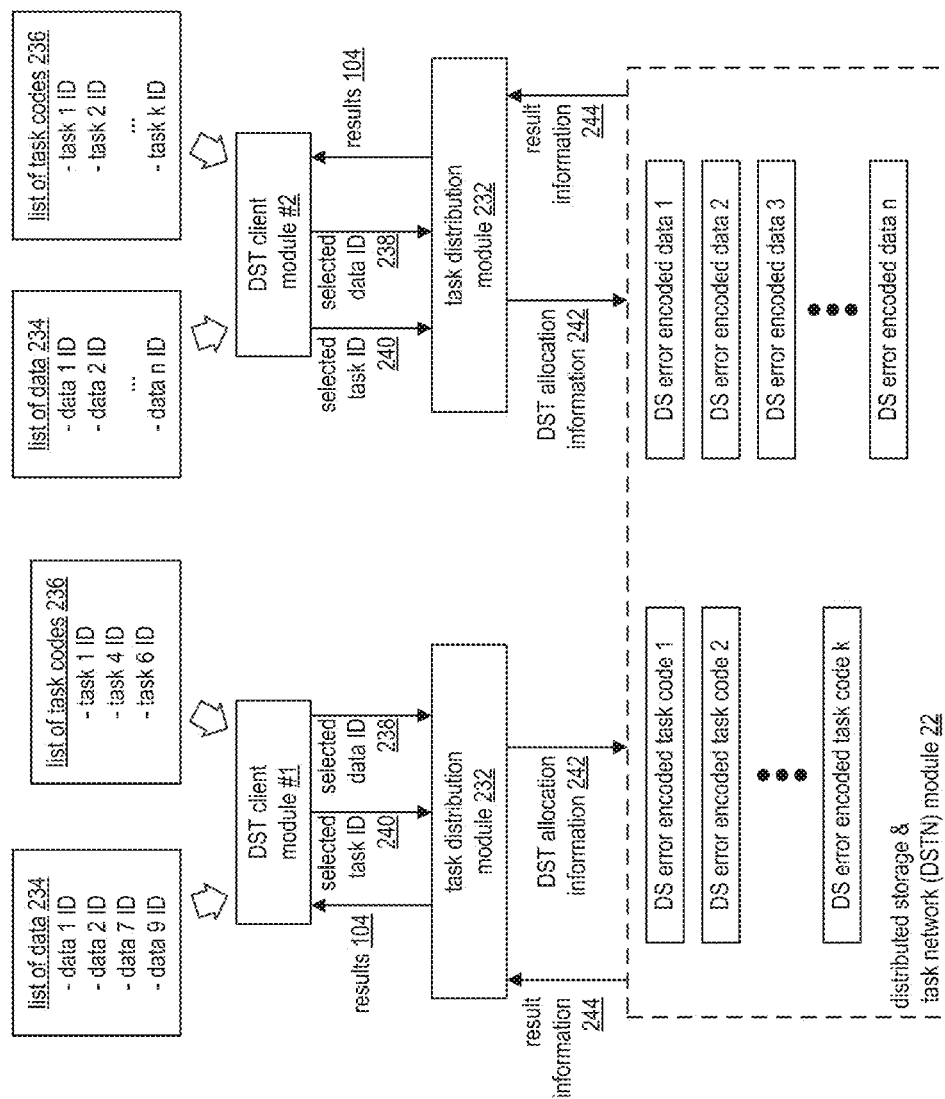 list of data 234
- data 1 ID
- data 2 ID
- data 7 ID
- data 9 ID
list of task codes 236
- task 1 ID
- task 4 ID
- task 6 ID
list of data 234
- data 1 ID
- data 2 ID
...
- data n ID
list of task codes 236
- task 1 ID
- task 2 ID
...
- task k ID
DST client
module #1
DST client
module #2
results 104
selected
task ID
240
selected
data ID
238
selected
task ID
240
selected
data ID
238
results 104
task distribution
module 232
task distribution
module 232
result
information
244
DST allocation
information 242
DST allocation
information 242
result
information
244
DS error encoded task code 1
DS error encoded task code 2
DS error encoded task code k
DS error encoded data 1
DS error encoded data 2
DS error encoded data 3
DS error encoded data n
distributed storage &
task network (DSTN) module 22